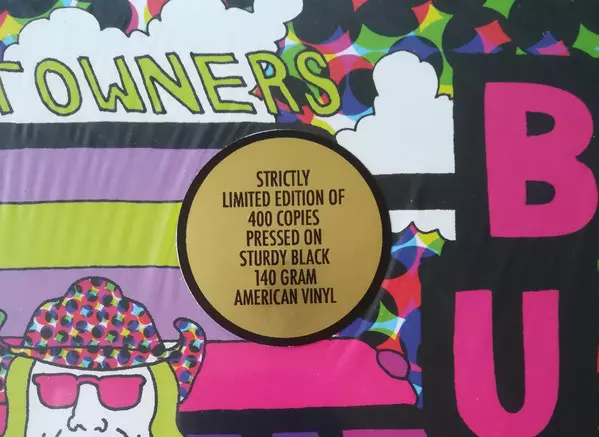 TOWNERS
STRICTLY
LIMITED EDITION OF
400 COPIES
PRESSED ON
STURDY BLACK
140 GRAM
AMERICAN VINYL
B
U